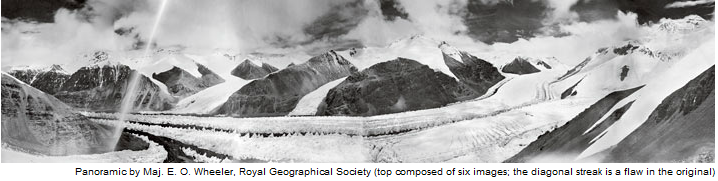 Panoramic by Maj. E. O. Wheeler, Royal Geographical Society (top composed of six images; the diagonal streak is a flaw in the original)